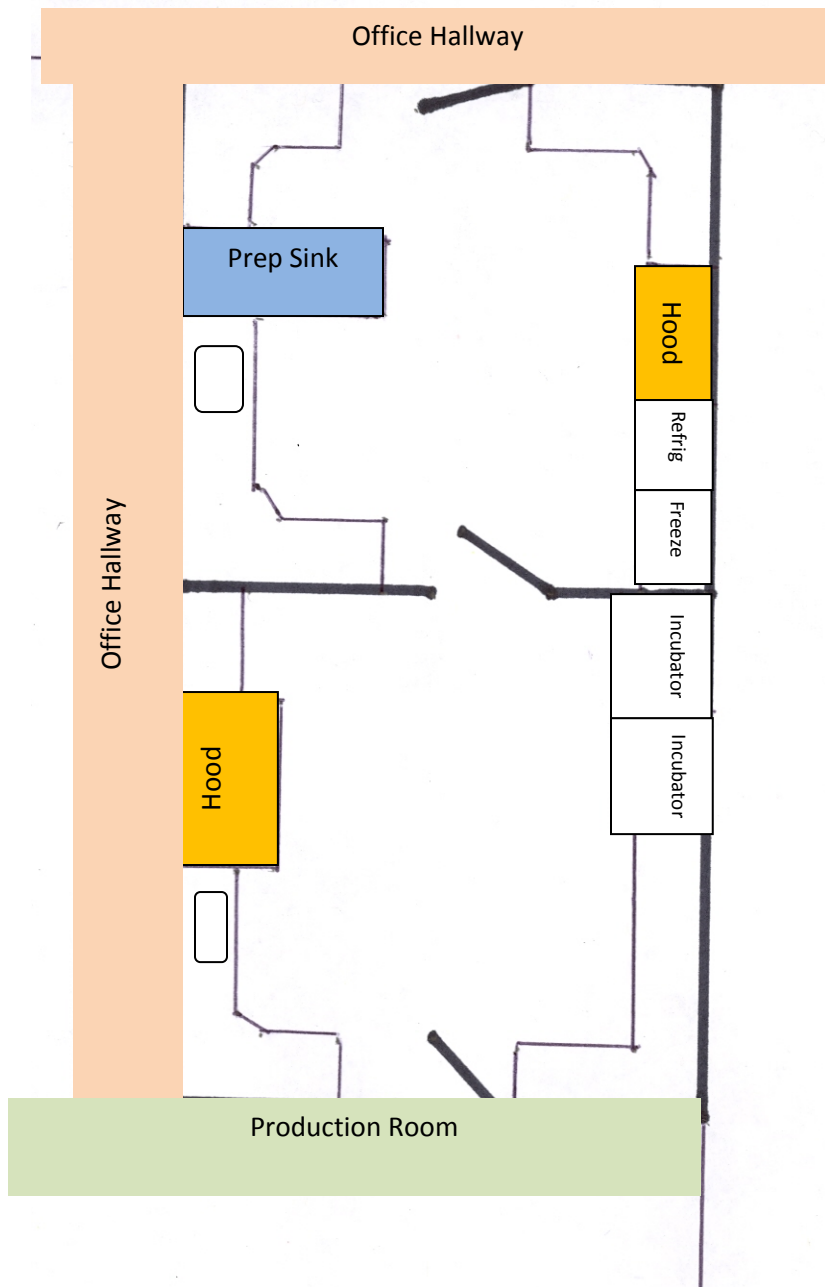 Office Hallway
Prep Sink
Hood
Refrig
Freeze
Office Hallway
Incubator
Hood
Incubator
Production Room